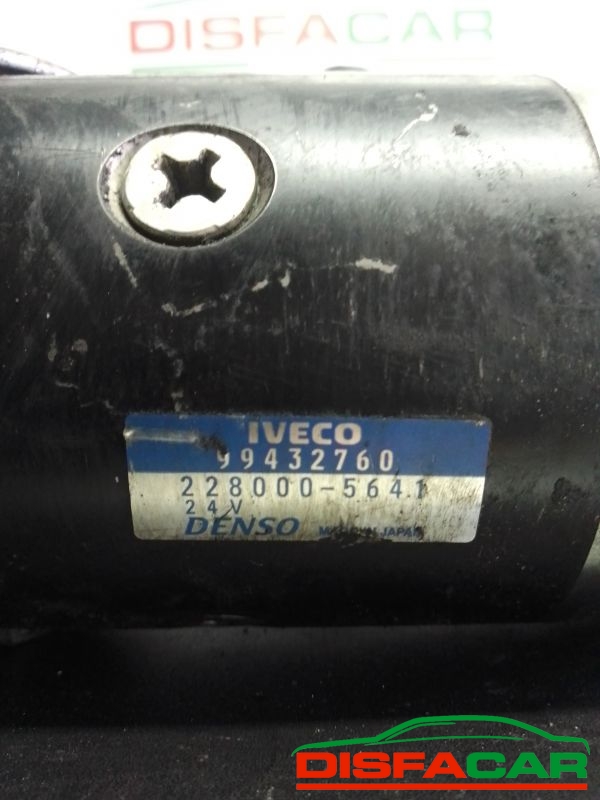 DISFACAR
IVECO
99432760
228000-5641
24V
DENSO MADE IN JAPAN
DISFACAR